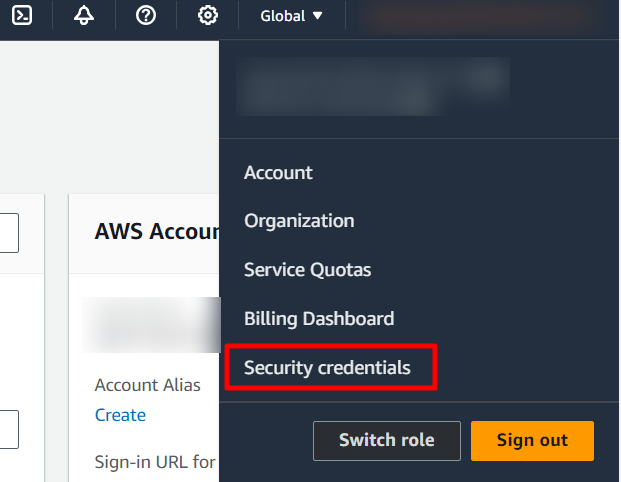 Global
Account
Organization
AWS Accour
Service Quotas
Billing Dashboard
Security credentials
Account Alias
Create
Switch role
Sign out
Sign-in URL for